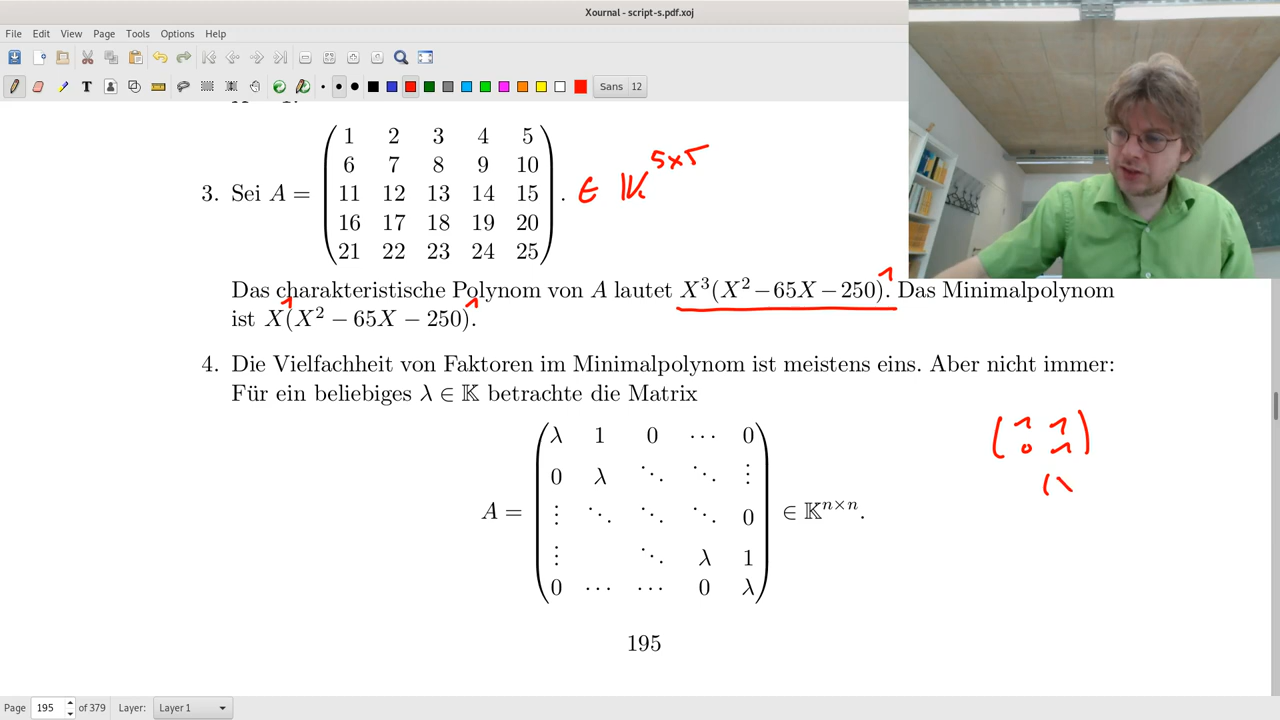 Xournal - script-s.pdf.xoj
File Edit View Page Tools Options Help
Sans 12
3. Sei A =
1 2 3 4 5
6 7 8 9 10
11 12 13 14 15
16 17 18 19 20
21 22 23 24 25
. ∈ 𝕂^{5×5}
Das charakteristische Polynom von A lautet X³(X² − 65X − 250)^1. Das Minimalpolynom
ist X^1(X² − 65X − 250)^1.
4. Die Vielfachheit von Faktoren im Minimalpolynom ist meistens eins. Aber nicht immer:
Für ein beliebiges λ ∈ 𝕂 betrachte die Matrix
A =
λ 1 0 ⋯ 0
0 λ ⋱ ⋱ ⋮
⋮ ⋱ ⋱ ⋱ 0
⋮ ⋱ λ 1
0 ⋯ ⋯ 0 λ
∈ 𝕂^{n×n}.
( 1 1
0 1 )
195
Page 195 of 379 Layer: Layer 1